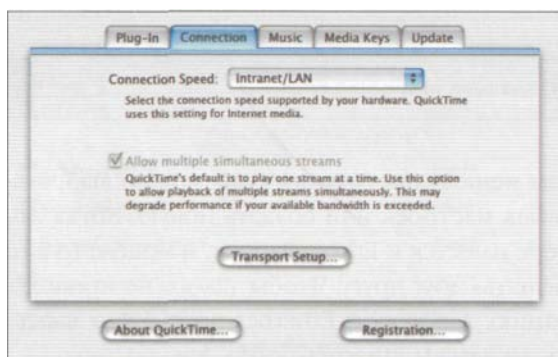 Plug-In Connection Music Media Keys Update
Connection Speed: Intranet/LAN
Select the connection speed supported by your hardware. QuickTime
uses this setting for Internet media.
Allow multiple simultaneous streams
QuickTime's default is to play one stream at a time. Use this option
to allow playback of multiple streams simultaneously. This may
degrade performance if your available bandwidth is exceeded.
Transport Setup...
About QuickTime... Registration...